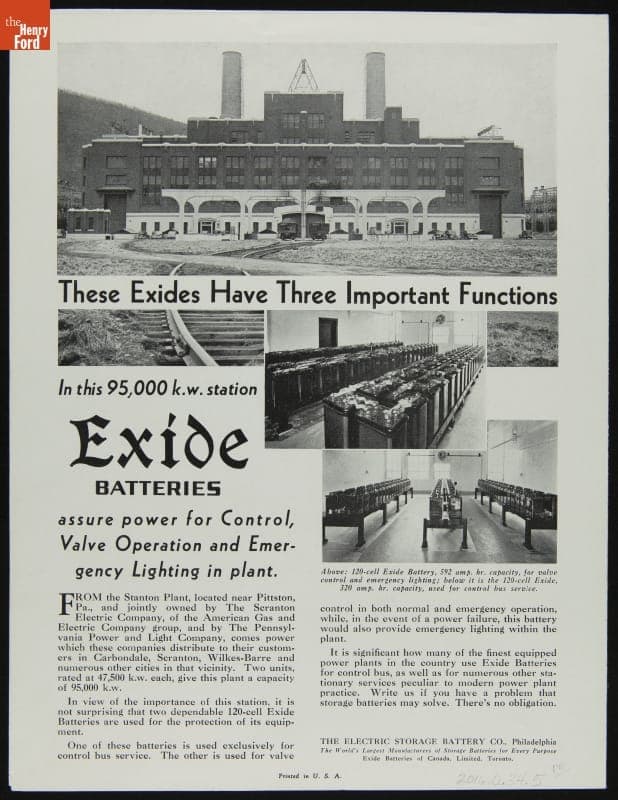 the
Henry
Ford
These Exides Have Three Important Functions
In this 95,000 k.w. station
Exide
BATTERIES
assure power for Control,
Valve Operation and Emer-
gency Lighting in plant.
Above: 120-cell Exide Battery, 592 amp. hr. capacity, for valve
control and emergency lighting; below it is the 120-cell Exide,
320 amp. hr. capacity, used for control bus service.
FROM the Stanton Plant, located near Pittston,
Pa., and jointly owned by The Scranton
Electric Company, of the American Gas and
Electric Company group, and by The Pennsyl-
vania Power and Light Company, comes power
which these companies distribute to their custom-
ers in Carbondale, Scranton, Wilkes-Barre and
numerous other cities in that vicinity. Two units,
rated at 47,500 k.w. each, give this plant a capacity
of 95,000 k.w.
In view of the importance of this station, it is
not surprising that two dependable 120-cell Exide
Batteries are used for the protection of its equip-
ment.
One of these batteries is used exclusively for
control bus service. The other is used for valve
control in both normal and emergency operation,
while, in the event of a power failure, this battery
would also provide emergency lighting within the
plant.
It is significant how many of the finest equipped
power plants in the country use Exide Batteries
for control bus, as well as for numerous other sta-
tionary services peculiar to modern power plant
practice. Write us if you have a problem that
storage batteries may solve. There's no obligation.
THE ELECTRIC STORAGE BATTERY CO., Philadelphia
The World's Largest Manufacturers of Storage Batteries for Every Purpose
Exide Batteries of Canada, Limited, Toronto.
Printed in U. S. A.